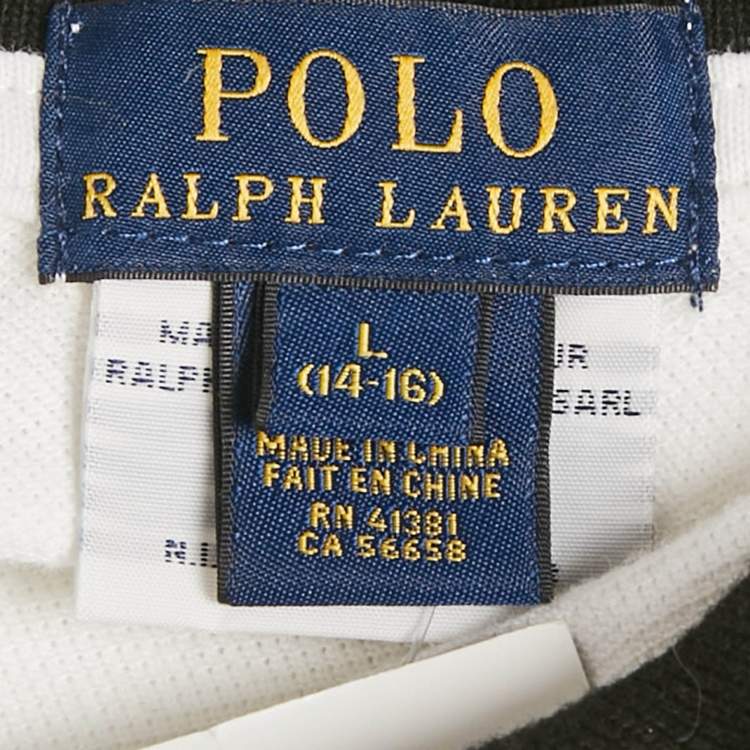 POLO
RALPH LAUREN
L
(14-16)
MADE IN CHINA
FAIT EN CHINE
RN 41381
CA 56658